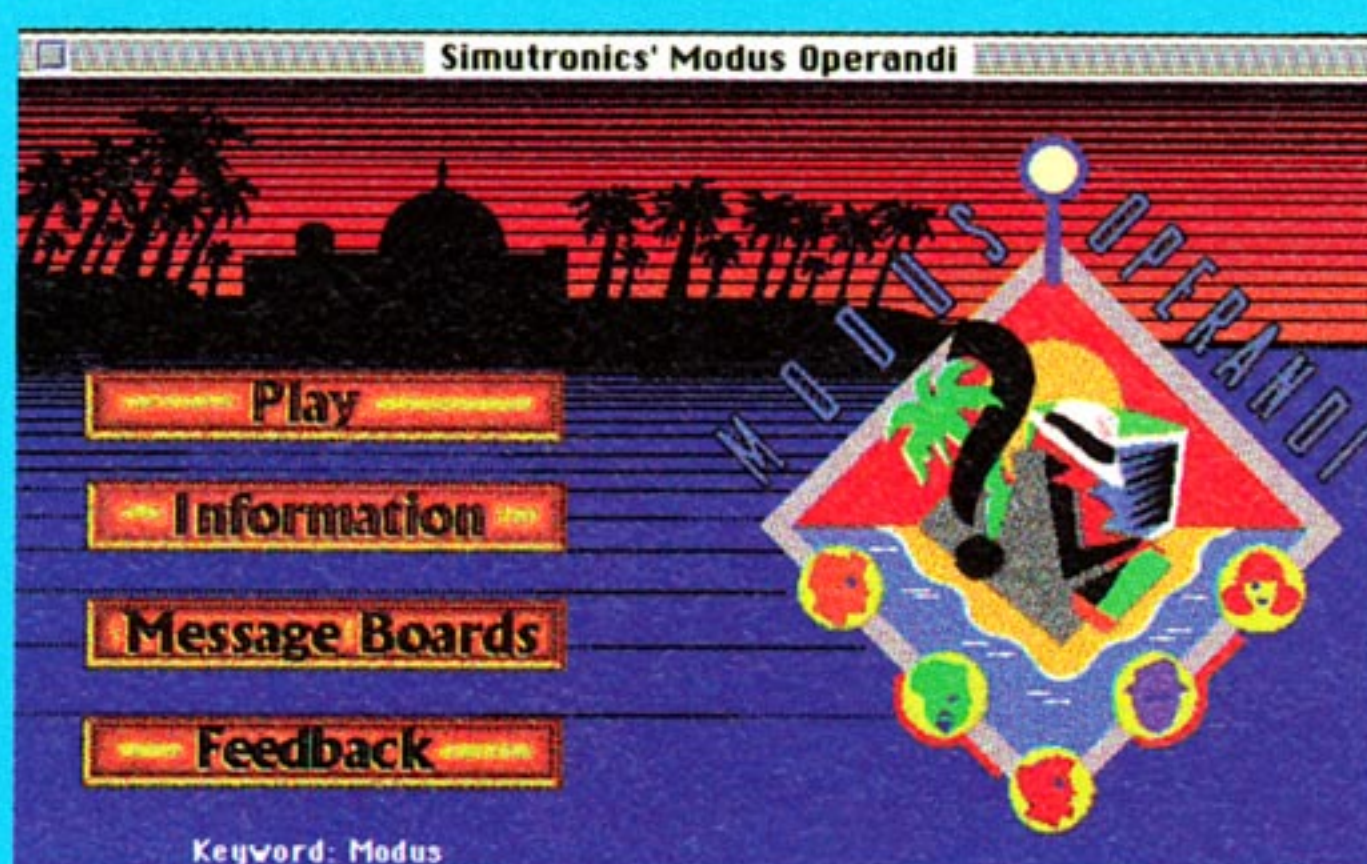 Simutronics' Modus Operandi
MODUS OPERANDI
Play
Information
Message Boards
Feedback
Keyword: Modus